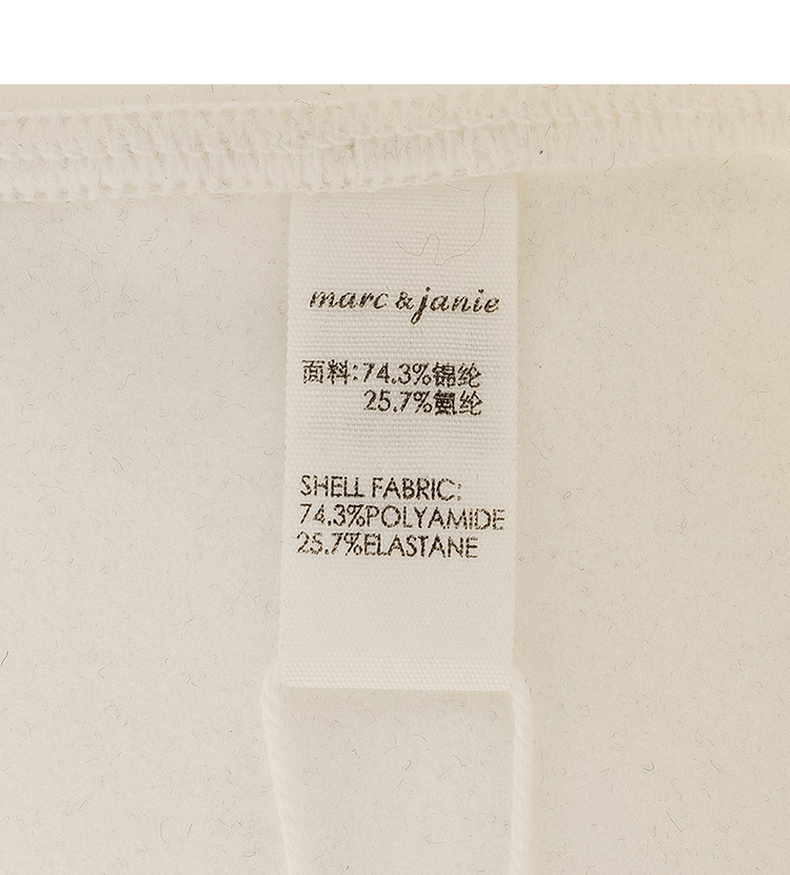 marc & janie
面料:74.3%锦纶
25.7%氨纶
SHELL FABRIC:
74.3%POLYAMIDE
25.7%ELASTANE